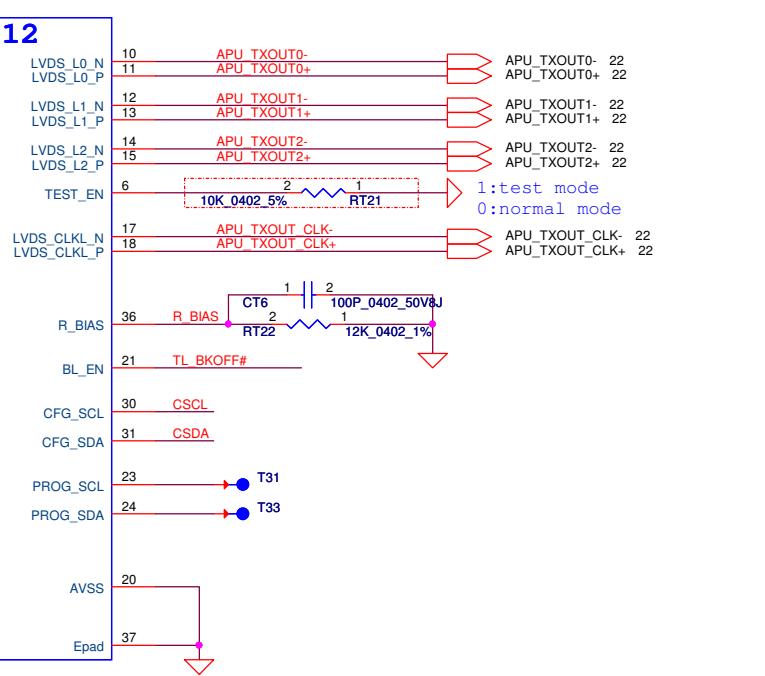 12
LVDS_L0_N 10 APU_TXOUT0- APU_TXOUT0- 22
LVDS_L0_P 11 APU_TXOUT0+ APU_TXOUT0+ 22
LVDS_L1_N 12 APU_TXOUT1- APU_TXOUT1- 22
LVDS_L1_P 13 APU_TXOUT1+ APU_TXOUT1+ 22
LVDS_L2_N 14 APU_TXOUT2- APU_TXOUT2- 22
LVDS_L2_P 15 APU_TXOUT2+ APU_TXOUT2+ 22
TEST_EN 6 2 1 1:test mode
10K_0402_5% RT21 0:normal mode
LVDS_CLKL_N 17 APU_TXOUT_CLK- APU_TXOUT_CLK- 22
LVDS_CLKL_P 18 APU_TXOUT_CLK+ APU_TXOUT_CLK+ 22
1 2
CT6 100P_0402_50V8J
R_BIAS 36 R_BIAS 2 1
RT22 12K_0402_1%
BL_EN 21 TL_BKOFF#
CFG_SCL 30 CSCL
CFG_SDA 31 CSDA
PROG_SCL 23 T31
PROG_SDA 24 T33
AVSS 20
Epad 37